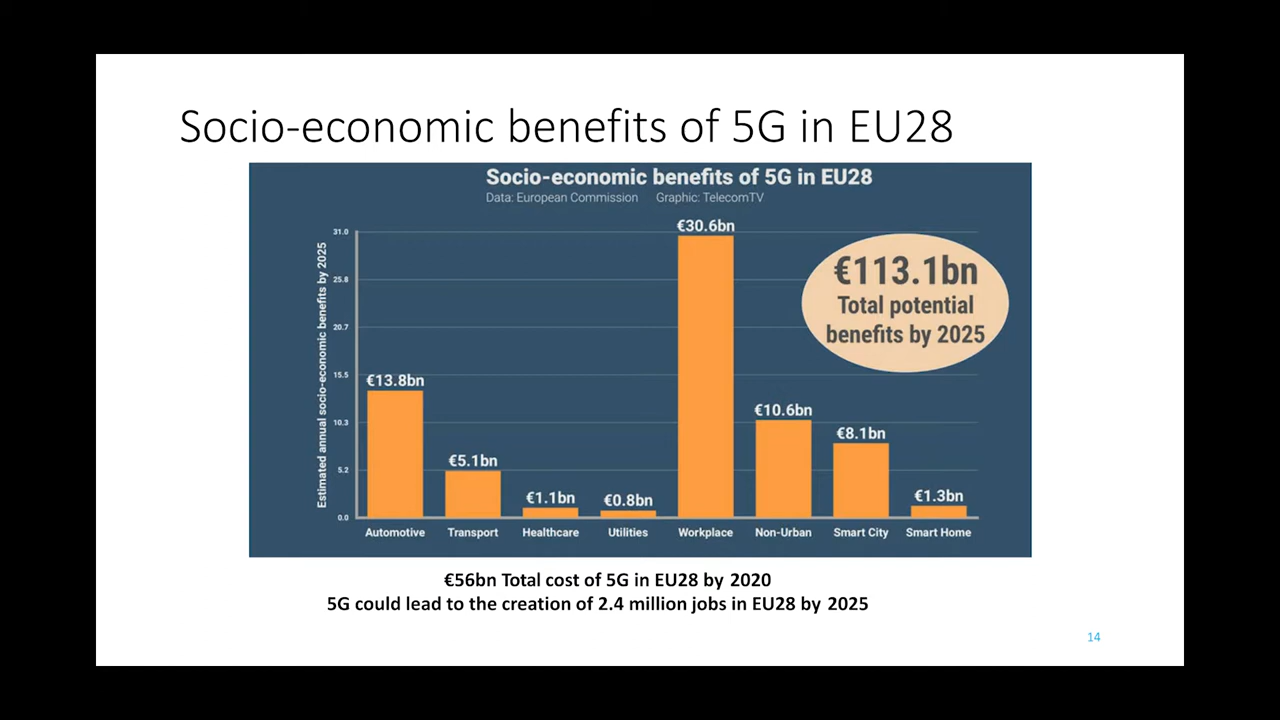 Socio-economic benefits of 5G in EU28
Socio-economic benefits of 5G in EU28
Data: European Commission Graphic: TelecomTV
Estimated annual socio-economic benefits by 2025
31.0
25.8
20.7
15.5
10.3
5.2
0.0
€13.8bn
€5.1bn
€1.1bn
€0.8bn
€30.6bn
€10.6bn
€8.1bn
€1.3bn
€113.1bn
Total potential
benefits by 2025
Automotive Transport Healthcare Utilities Workplace Non-Urban Smart City Smart Home
€56bn Total cost of 5G in EU28 by 2020
5G could lead to the creation of 2.4 million jobs in EU28 by 2025
14